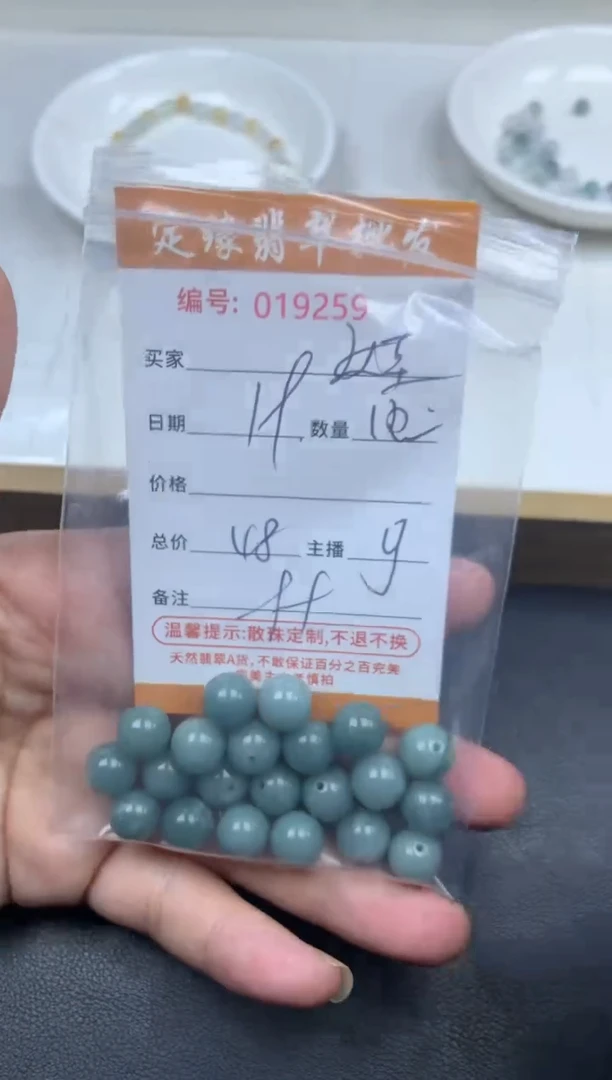 定缘翡翠批发
编号: 019259
买家
日期 数量
价格
总价 48 主播 g
备注
温馨提示:散珠定制,不退不换
天然翡翠A货,不敢保证百分之百完美
慎拍